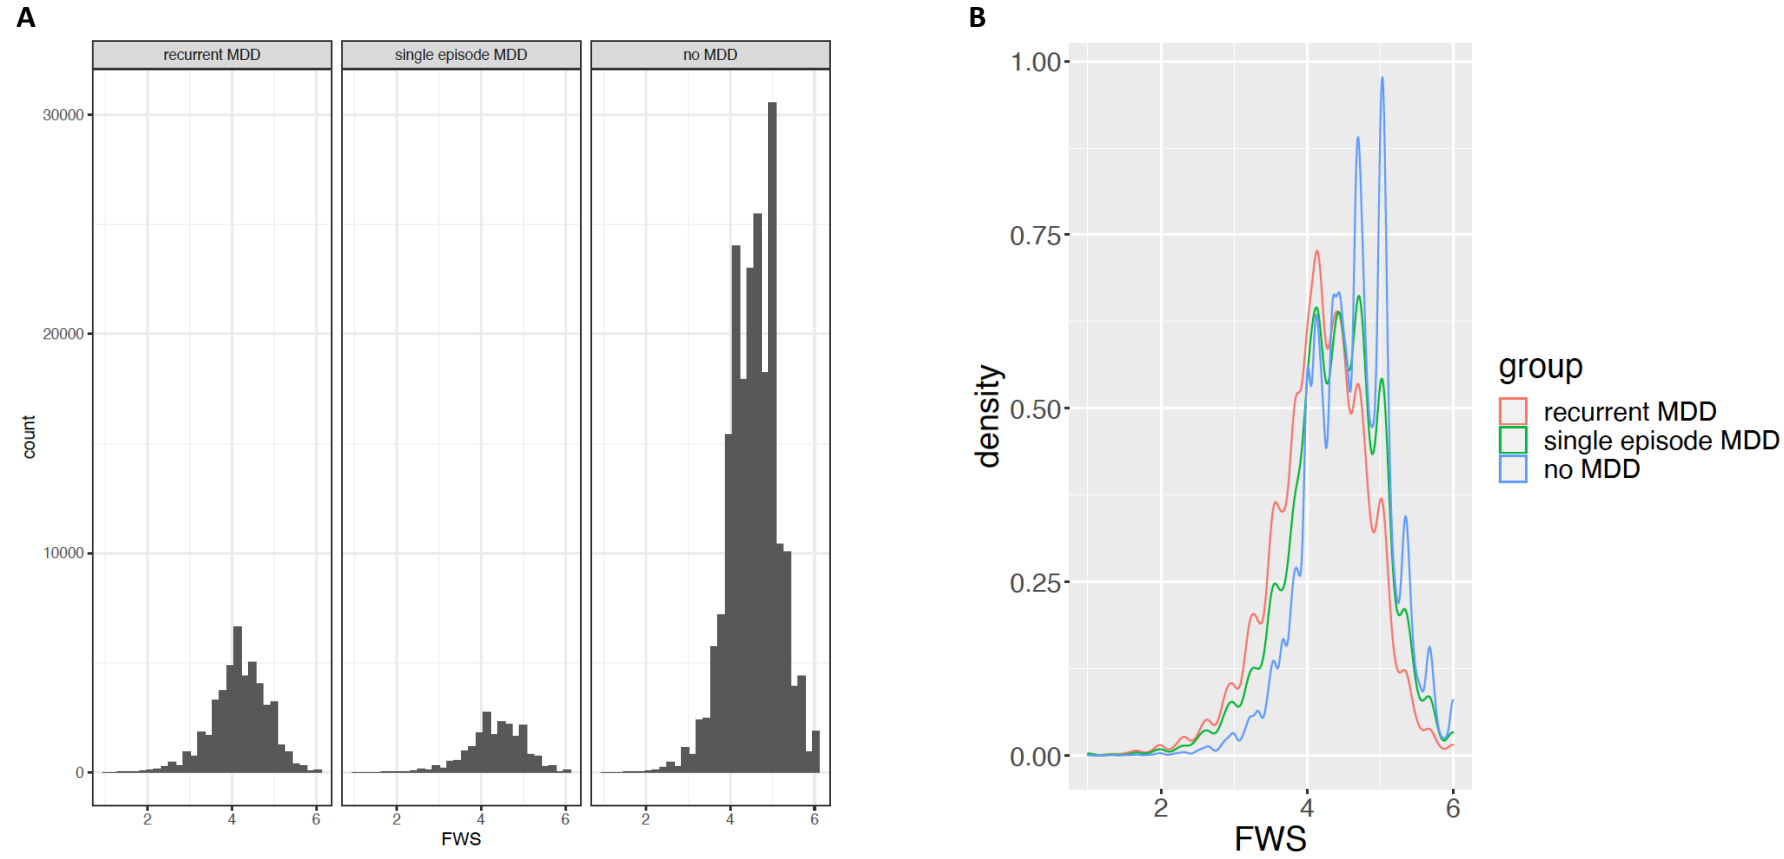 A
recurrent MDD
single episode MDD
no MDD
30000
20000
10000
0
count
2
4
6
2
4
6
2
4
6
FWS
B
1.00
0.75
0.50
0.25
0.00
density
2
4
6
FWS
group
recurrent MDD
single episode MDD
no MDD